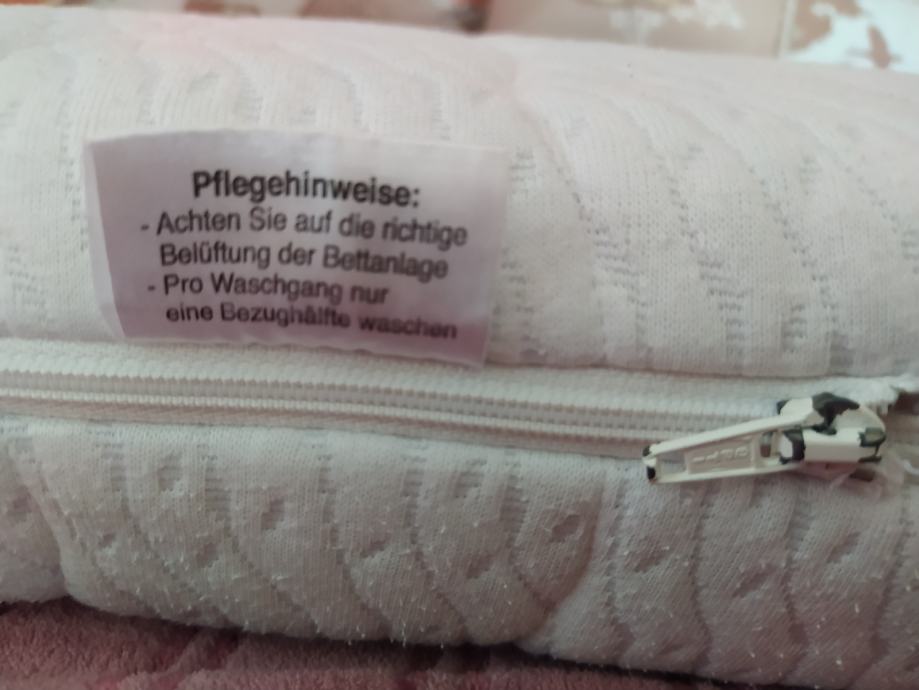 Pflegehinweise:
- Achten Sie auf die richtige
Belüftung der Bettanlage
- Pro Waschgang nur
eine Bezughälfte waschen